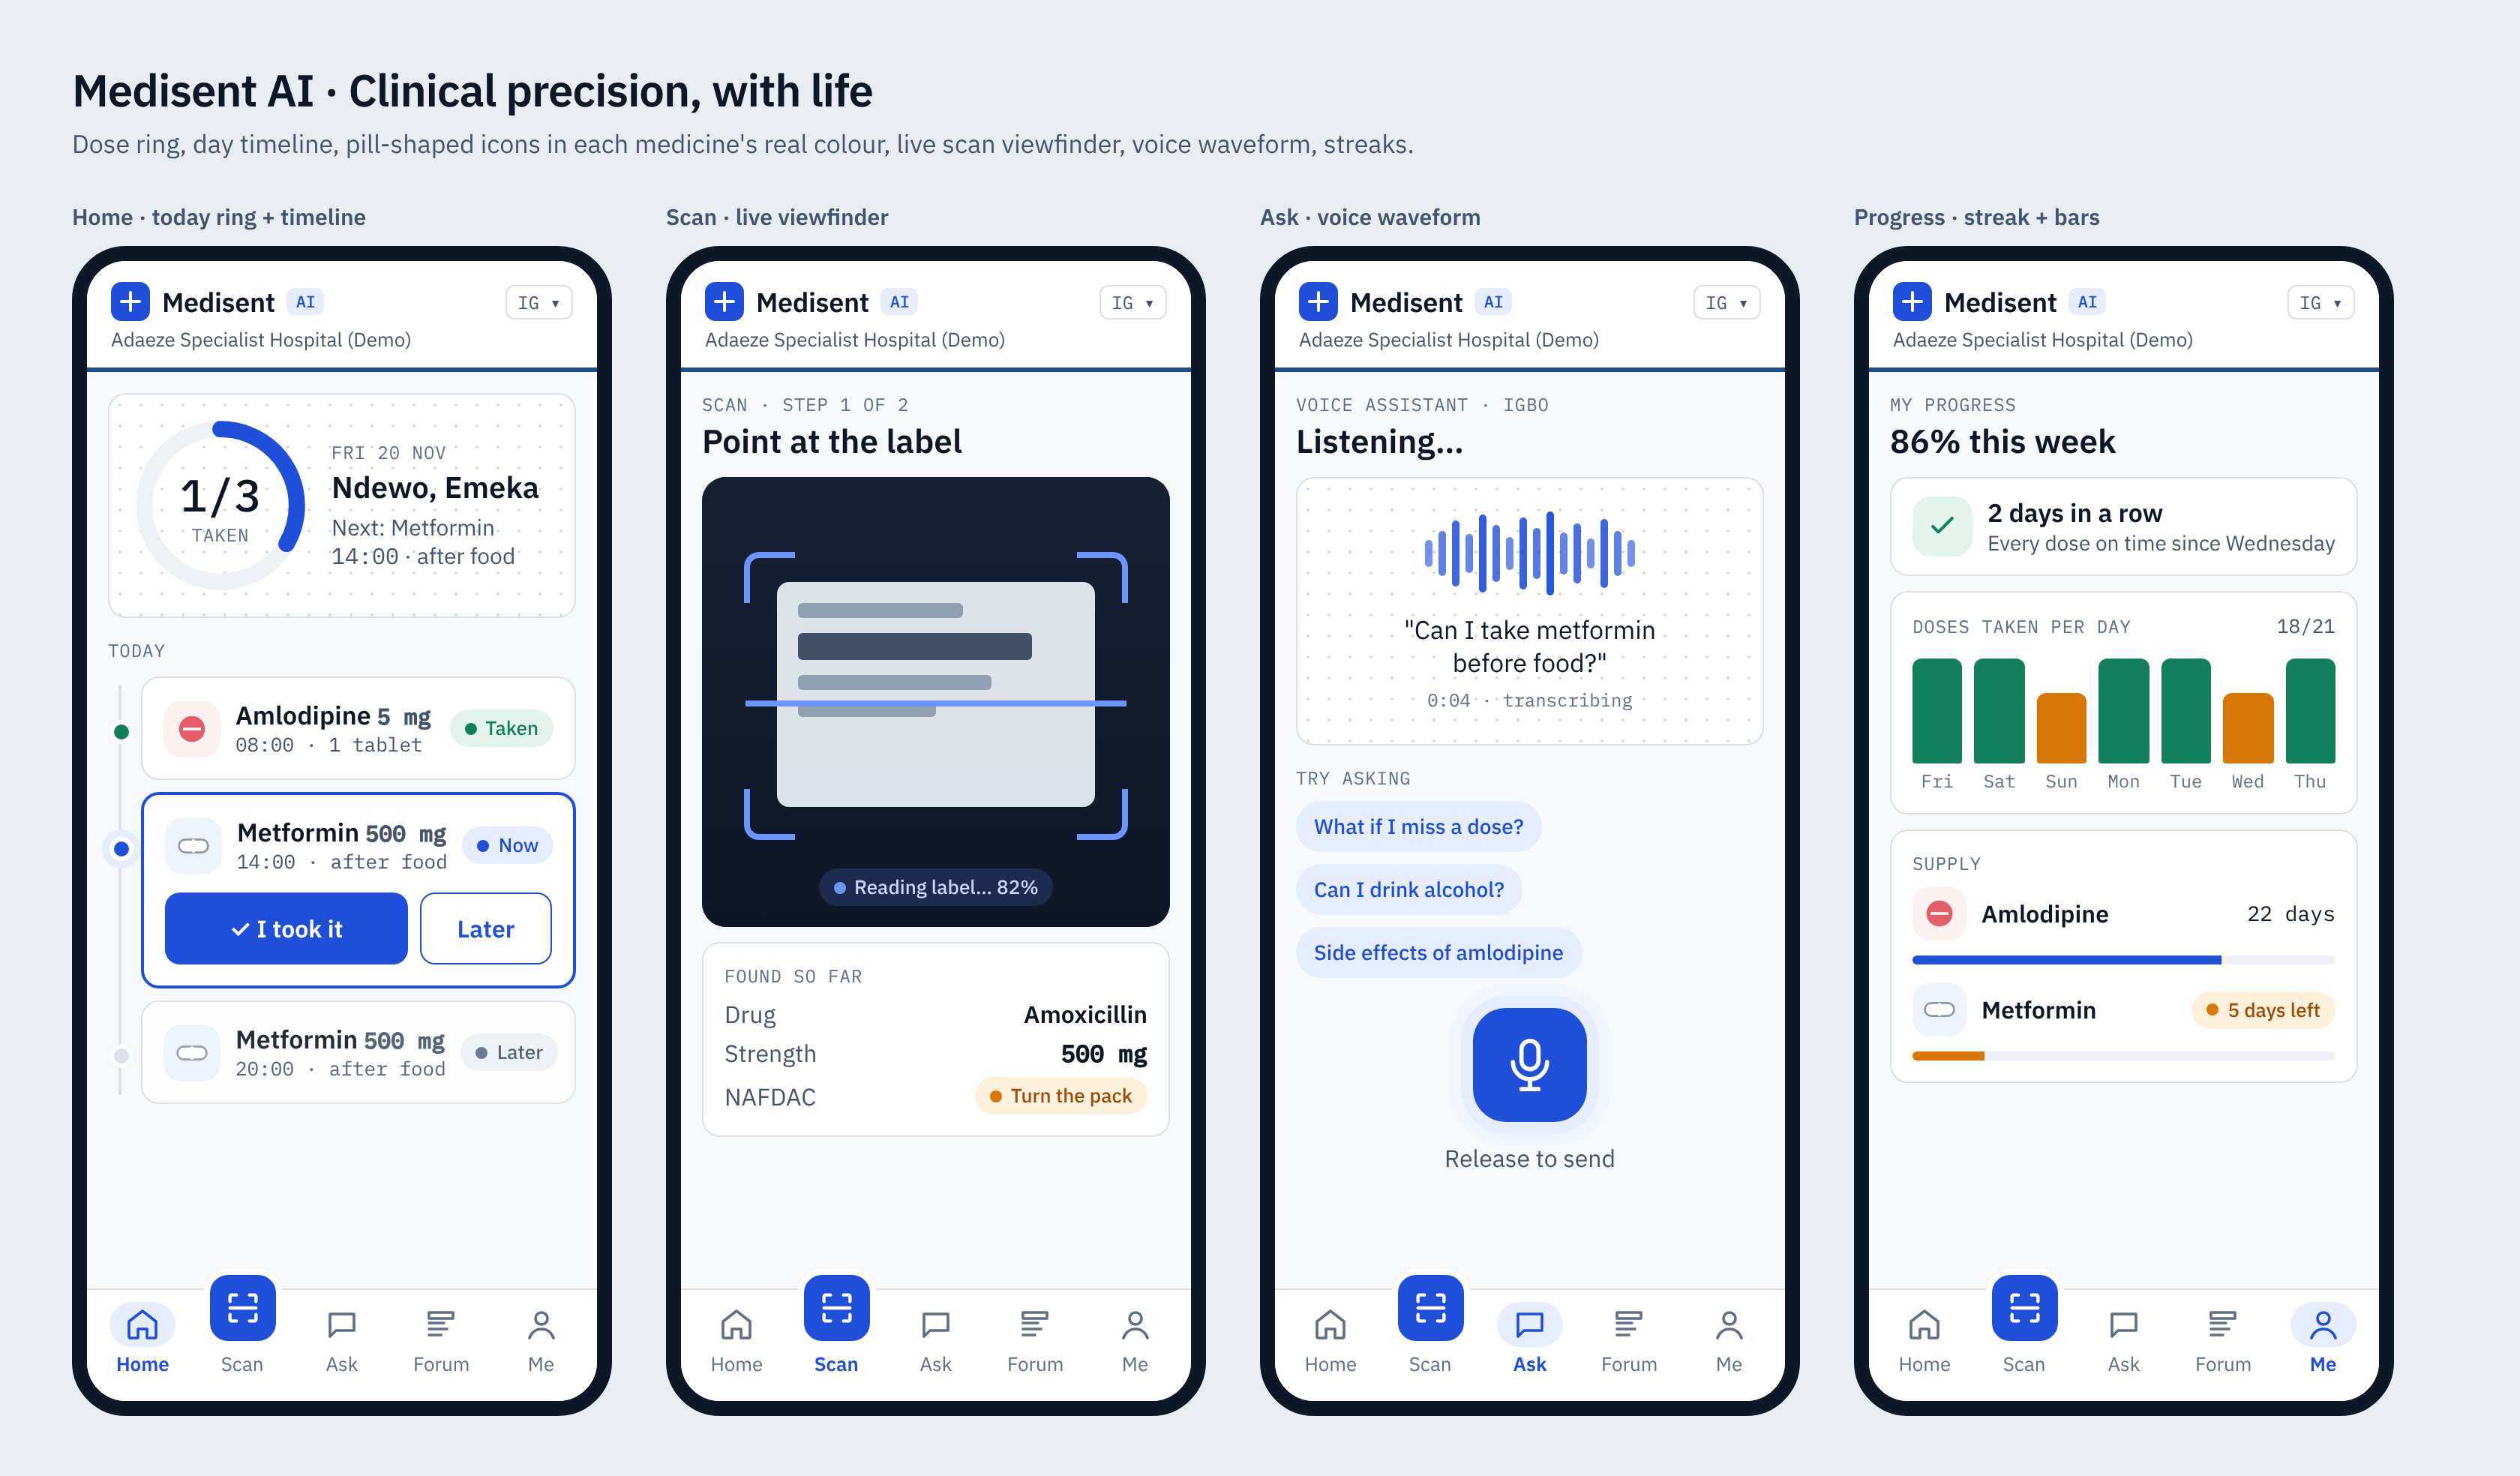 Medisent AI · Clinical precision, with life
Dose ring, day timeline, pill-shaped icons in each medicine's real colour, live scan viewfinder, voice waveform, streaks.
Home · today ring + timeline
Medisent AI
IG ▾
Adaeze Specialist Hospital (Demo)
1/3
TAKEN
FRI 20 NOV
Ndewo, Emeka
Next: Metformin
14:00 · after food
TODAY
Amlodipine 5 mg
08:00 · 1 tablet
Taken
Metformin 500 mg
14:00 · after food
Now
✓ I took it
Later
Metformin 500 mg
20:00 · after food
Later
Home
Scan
Ask
Forum
Me
Scan · live viewfinder
Medisent AI
IG ▾
Adaeze Specialist Hospital (Demo)
SCAN · STEP 1 OF 2
Point at the label
Reading label... 82%
FOUND SO FAR
Drug Amoxicillin
Strength 500 mg
NAFDAC Turn the pack
Home
Scan
Ask
Forum
Me
Ask · voice waveform
Medisent AI
IG ▾
Adaeze Specialist Hospital (Demo)
VOICE ASSISTANT · IGBO
Listening...
"Can I take metformin
before food?"
0:04 · transcribing
TRY ASKING
What if I miss a dose?
Can I drink alcohol?
Side effects of amlodipine
Release to send
Home
Scan
Ask
Forum
Me
Progress · streak + bars
Medisent AI
IG ▾
Adaeze Specialist Hospital (Demo)
MY PROGRESS
86% this week
2 days in a row
Every dose on time since Wednesday
DOSES TAKEN PER DAY 18/21
Fri Sat Sun Mon Tue Wed Thu
SUPPLY
Amlodipine 22 days
Metformin 5 days left
Home
Scan
Ask
Forum
Me